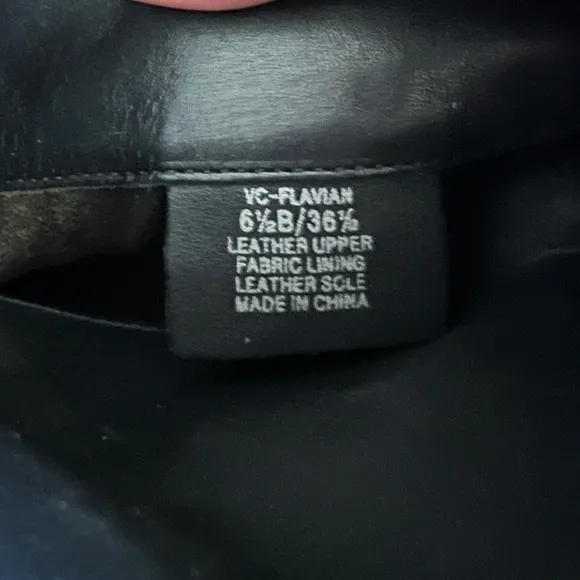 VC-FLAVIAN
6½B/36½
LEATHER UPPER
FABRIC LINING
LEATHER SOLE
MADE IN CHINA